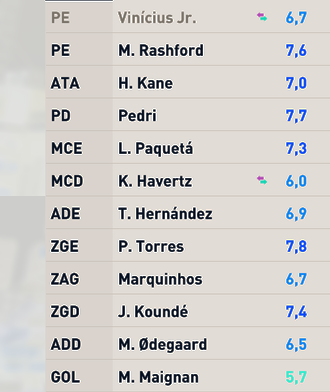 PE Vinícius Jr. 6,7
PE M. Rashford 7,6
ATA H. Kane 7,0
PD Pedri 7,7
MCE L. Paquetá 7,3
MCD K. Havertz 6,0
ADE T. Hernández 6,9
ZGE P. Torres 7,8
ZAG Marquinhos 6,7
ZGD J. Koundé 7,4
ADD M. Ødegaard 6,5
GOL M. Maignan 5,7